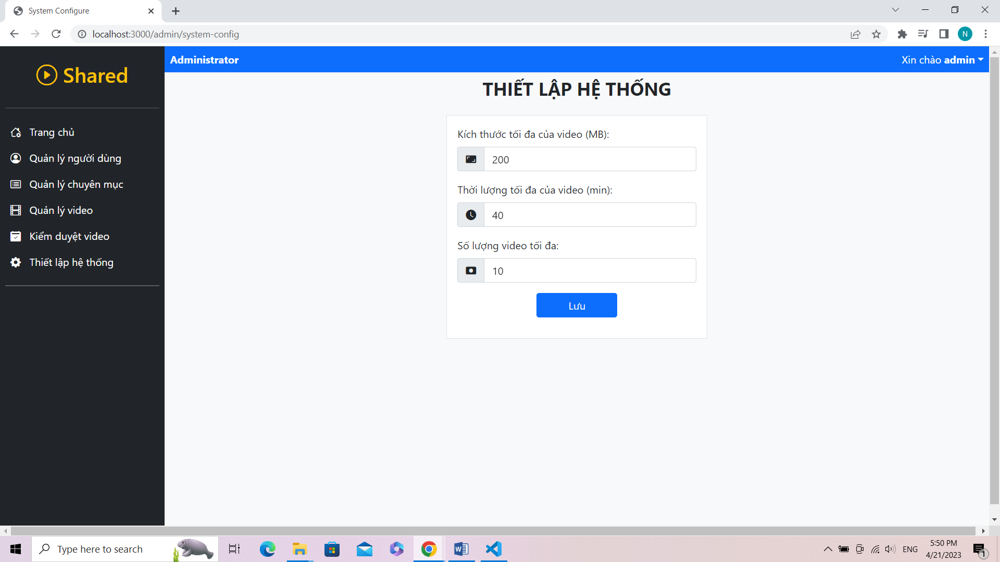 System Configure
localhost:3000/admin/system-config
N
Shared
Administrator
Xin chào admin
THIẾT LẬP HỆ THỐNG
Trang chủ
Quản lý người dùng
Quản lý chuyên mục
Quản lý video
Kiểm duyệt video
Thiết lập hệ thống
Kích thước tối đa của video (MB):
200
Thời lượng tối đa của video (min):
40
Số lượng video tối đa:
10
Lưu
Type here to search
ENG
5:50 PM
4/21/2023
1